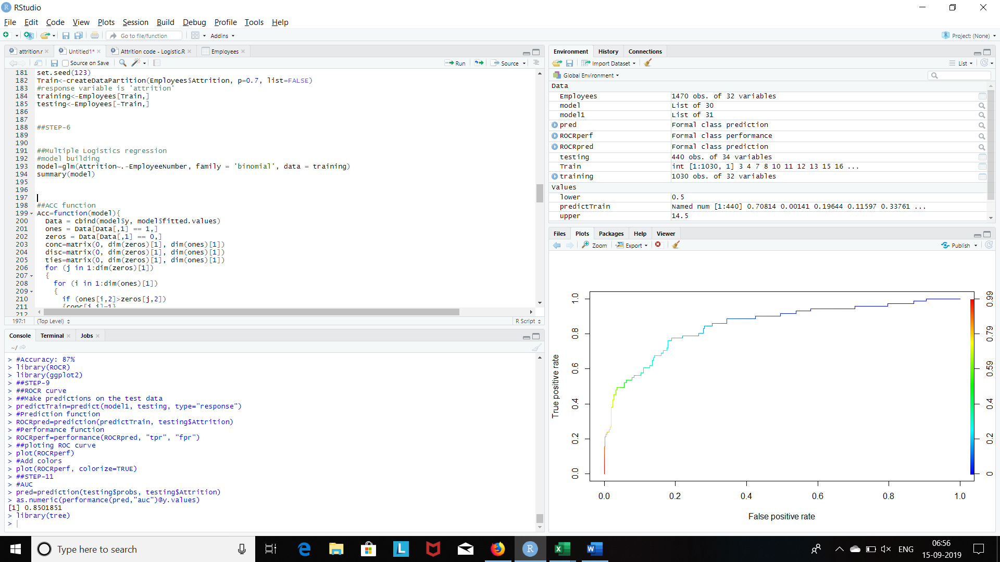 RStudio
File Edit Code View Plots Session Build Debug Profile Tools Help
Go to file/function Addins Project: (None)
attrition.r Untitled1* Attrition code - Logistic.R Employees
Source on Save Run Source
181 set.seed(123)
182 Train<-createDataPartition(Employees$Attrition, p=0.7, list=FALSE)
183 #response variable is 'attrition'
184 training<-Employees[Train,]
185 testing<-Employees[-Train,]
186
187
188 ##STEP-6
189
190
191 ##Multiple Logistics regression
192 #model building
193 model=glm(Attrition~.-EmployeeNumber, family = 'binomial', data = training)
194 summary(model)
195
196
197
198 ##ACC function
199 Acc=function(model){
200 Data = cbind(model$y, model$fitted.values)
201 ones = Data[Data[,1] == 1,]
202 zeros = Data[Data[,1] == 0,]
203 conc=matrix(0, dim(zeros)[1], dim(ones)[1])
204 disc=matrix(0, dim(zeros)[1], dim(ones)[1])
205 ties=matrix(0, dim(zeros)[1], dim(ones)[1])
206 for (j in 1:dim(zeros)[1])
207 {
208 for (i in 1:dim(ones)[1])
209 {
210 if (ones[i,2]>zeros[j,2])
211 {conc[j,i]=1}
212
197:1 (Top Level) R Script
Console Terminal Jobs
~/
> #Accuracy: 87%
> library(ROCR)
> library(ggplot2)
> ##STEP-9
> ##ROCR curve
> ##Make predictions on the test data
> predictTrain=predict(model1, testing, type="response")
> #Prediction function
> ROCRpred=prediction(predictTrain, testing$Attrition)
> #Performance function
> ROCRperf=performance(ROCRpred, "tpr", "fpr")
> ##ploting ROC curve
> plot(ROCRperf)
> #Add colors
> plot(ROCRperf, colorize=TRUE)
> ##STEP-11
> #AUC
> pred=prediction(testing$probs, testing$Attrition)
> as.numeric(performance(pred,"auc")@y.values)
[1] 0.8501851
> library(tree)
>
Environment History Connections
Import Dataset List
Global Environment
Data
Employees 1470 obs. of 32 variables
model List of 30
model1 List of 31
pred Formal class prediction
ROCRperf Formal class performance
ROCRpred Formal class prediction
testing 440 obs. of 34 variables
Train int [1:1030, 1] 3 4 7 8 10 11 12 13 15 16 ...
training 1030 obs. of 32 variables
Values
lower 0.5
predictTrain Named num [1:440] 0.70814 0.00141 0.19644 0.11597 0.33761 ...
upper 14.5
Files Plots Packages Help Viewer
Zoom Export Publish
True positive rate
0.0 0.2 0.4 0.6 0.8 1.0
0 0.2 0.4 0.59 0.79 0.99
0.0 0.2 0.4 0.6 0.8 1.0
False positive rate
Type here to search
ENG
06:56
15-09-2019